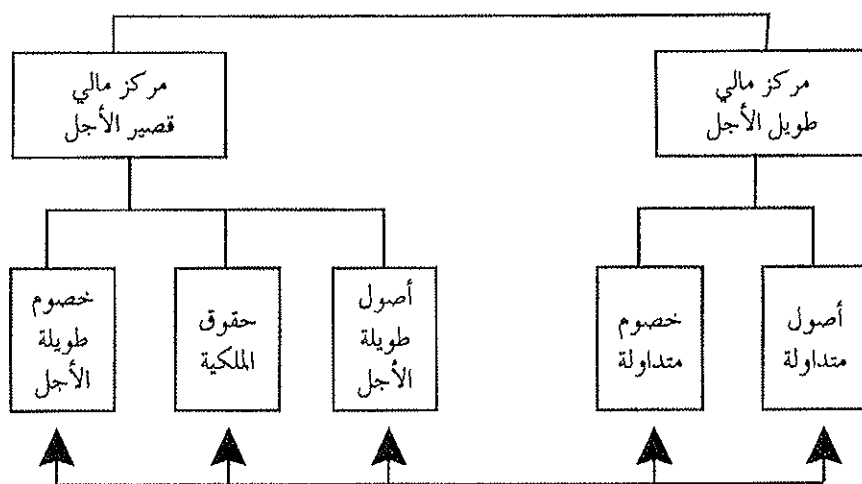 مركز مالي
طويل الأجل
مركز مالي
قصير الأجل
أصول
متداولة
خصوم
متداولة
أصول
طويلة
الأجل
حقوق
الملكية
خصوم
طويلة
الأجل